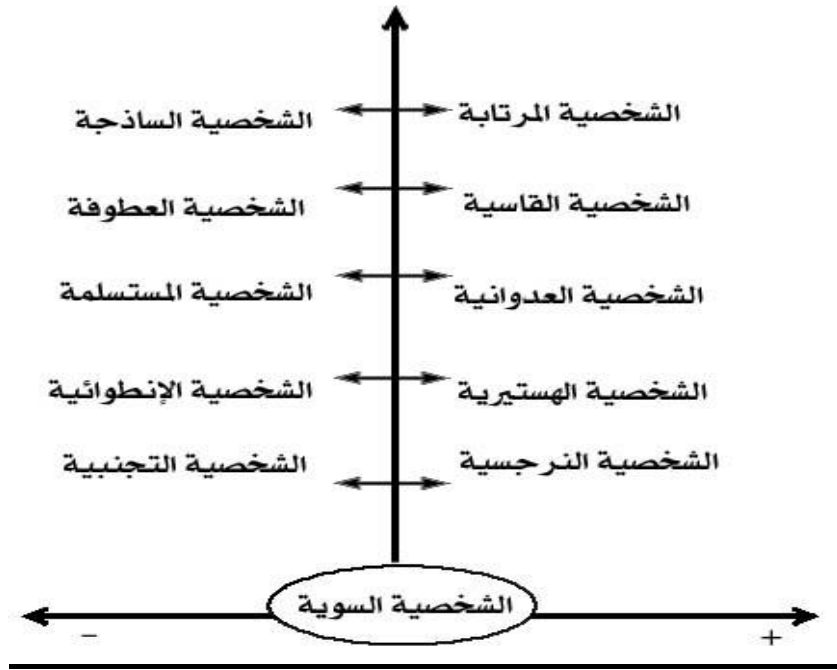 الشخصية المرتابة
الشخصية الساذجة
الشخصية القاسية
الشخصية العطوفة
الشخصية العدوانية
الشخصية المستسلمة
الشخصية الهستيرية
الشخصية الإنطوائية
الشخصية النرجسية
الشخصية التجنبية
الشخصية السوية
+
−